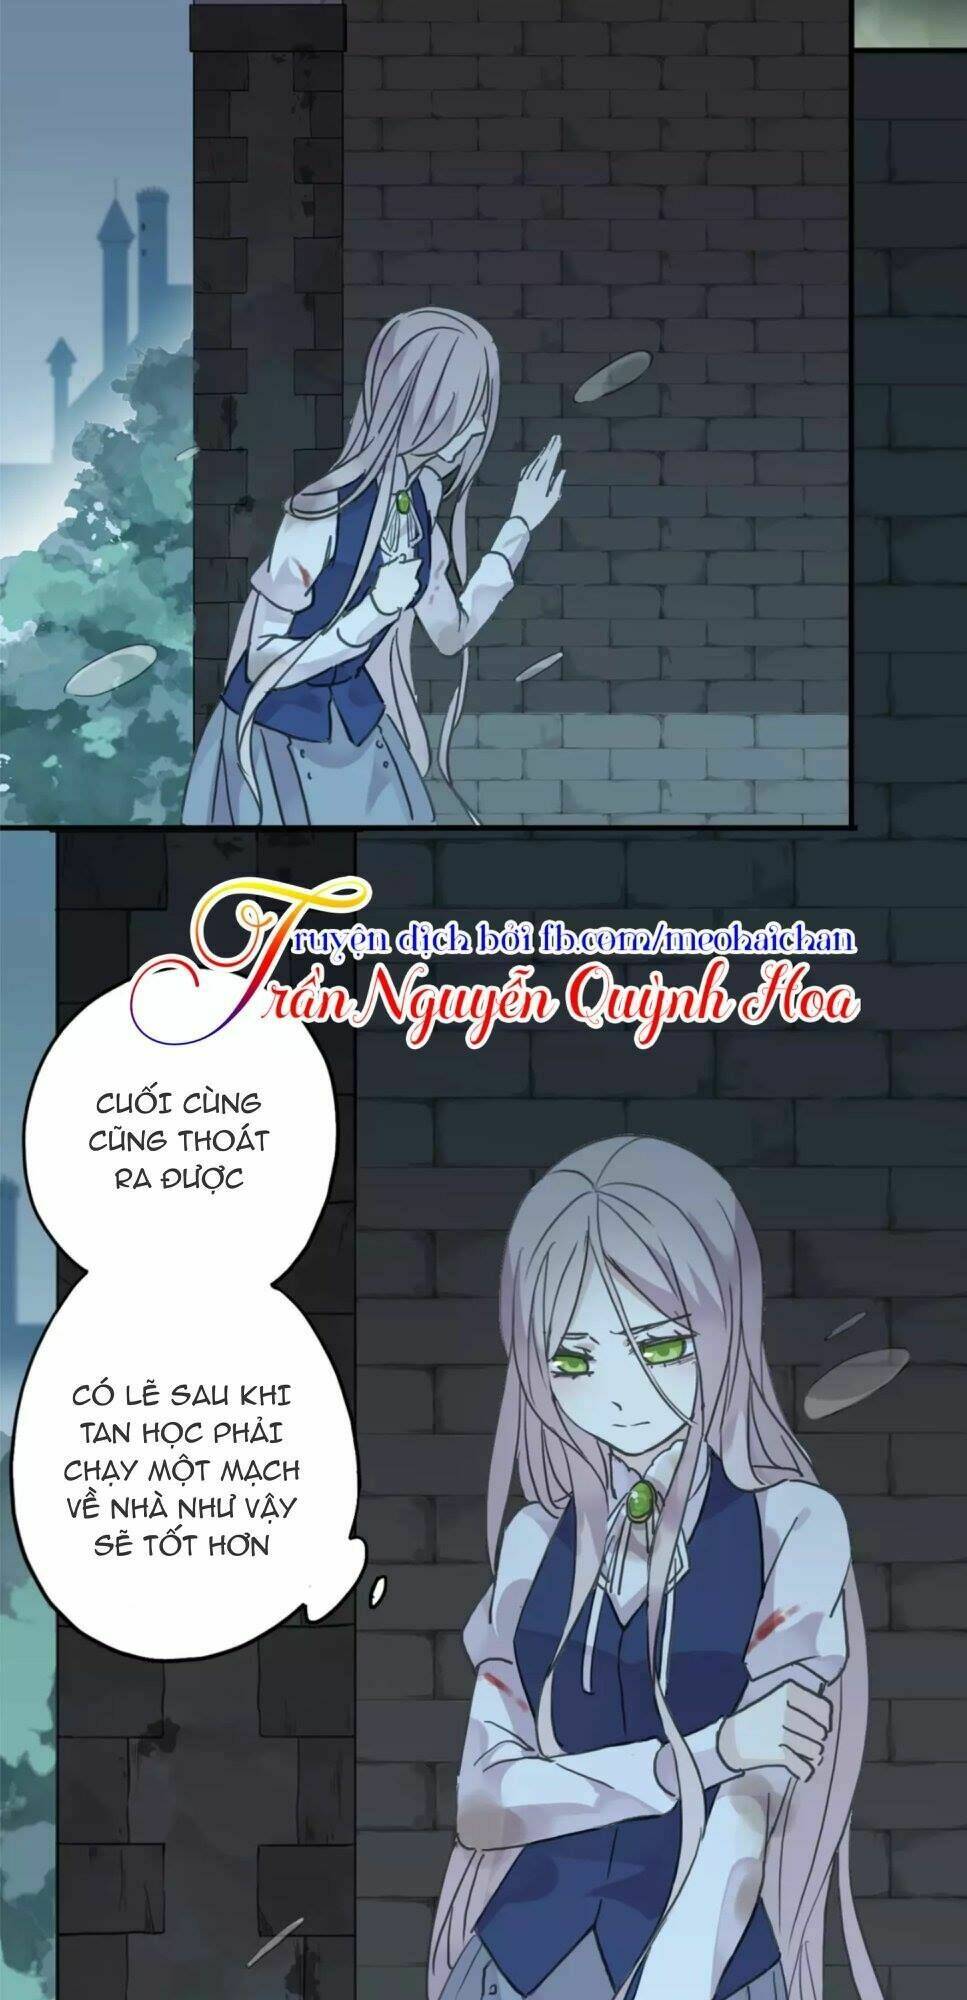 Truyện dịch bởi fb.com/meohaichan
Trần Nguyễn Quỳnh Hoa
CUỐI CÙNG
CŨNG THOÁT
RA ĐƯỢC
CÓ LẼ SAU KHI
TAN HỌC PHẢI
CHẠY MỘT MẠCH
VỀ NHÀ NHƯ VẬY
SẼ TỐT HƠN